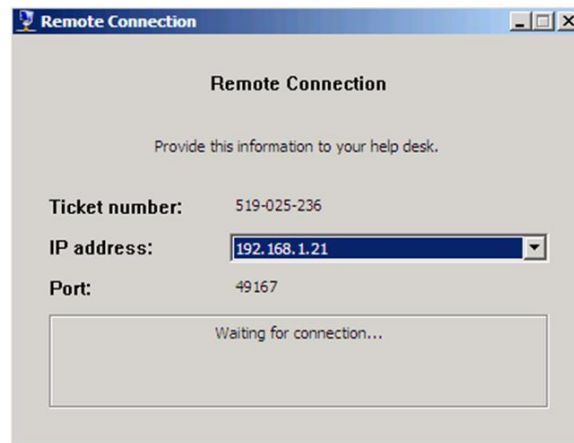 Remote Connection
Remote Connection
Provide this information to your help desk.
Ticket number: 519-025-236
IP address: 192.168.1.21
Port: 49167
Waiting for connection...